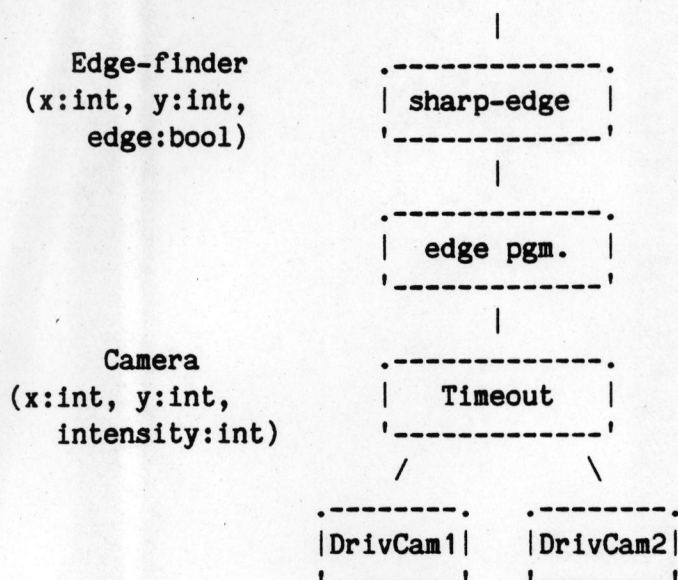 Edge-finder
(x:int, y:int,
edge:bool)
sharp-edge
edge pgm.
Camera
(x:int, y:int,
intensity:int)
Timeout
DrivCam1
DrivCam2